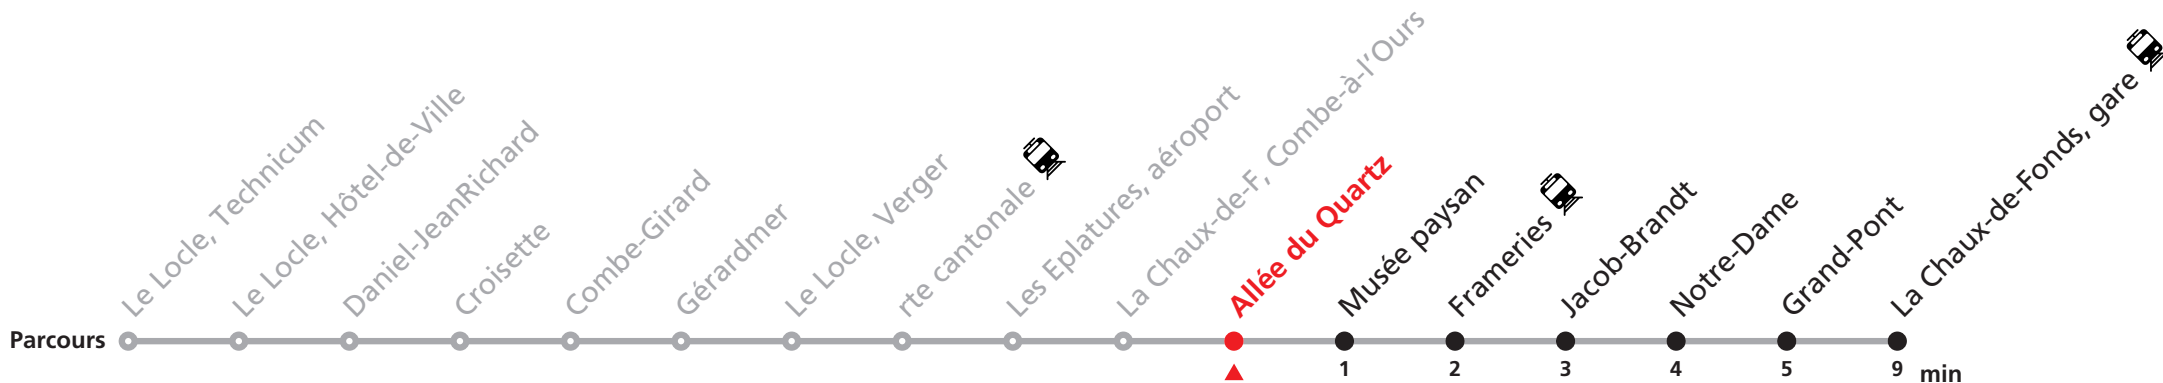 Le Locle, Technicum
Le Locle, Hôtel-de-Ville
Daniel-JeanRichard
Croisette
Combe-Girard
Gérardmer
Le Locle, Verger
rte cantonale
Les Eplatures, aéroport
La Chaux-de-F, Combe-à-l'Ours
Allée du Quartz
Musée paysan
Frameries
Jacob-Brandt
Notre-Dame
Grand-Pont
La Chaux-de-Fonds, gare
Parcours
1 2 3 4 5 9 min